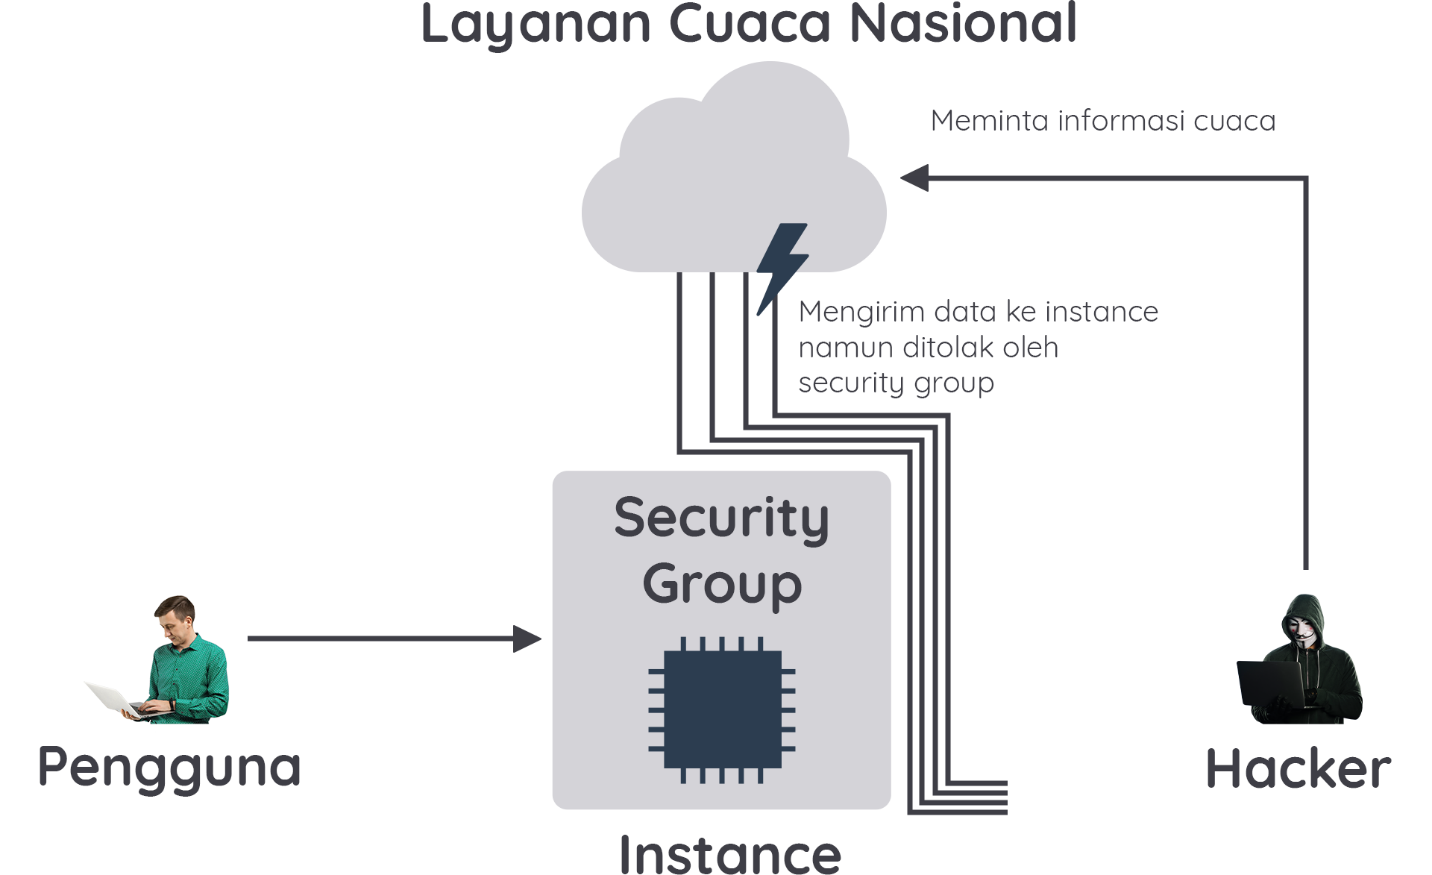 Layanan Cuaca Nasional
Meminta informasi cuaca
Mengirim data ke instance
namun ditolak oleh
security group
Security
Group
Pengguna
Hacker
Instance